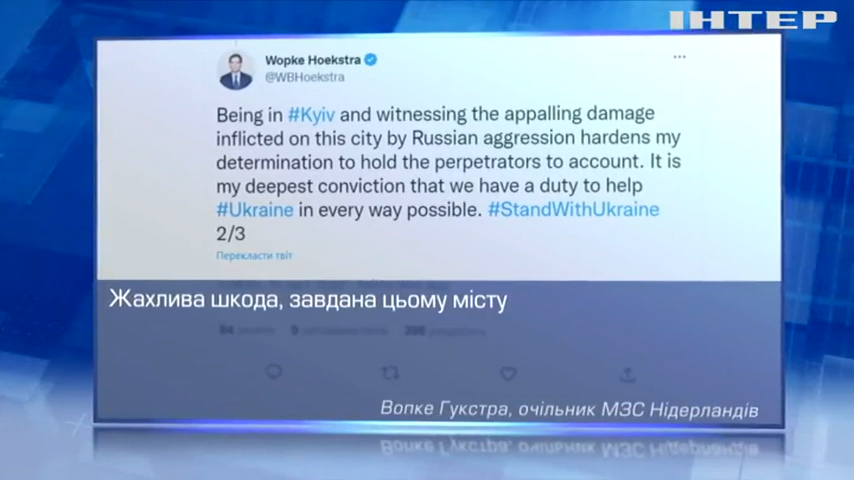 ІНТЕР
Wopke Hoekstra
@WBHoekstra
Being in #Kyiv and witnessing the appalling damage
inflicted on this city by Russian aggression hardens my
determination to hold the perpetrators to account. It is
my deepest conviction that we have a duty to help
#Ukraine in every way possible. #StandWithUkraine
2/3
Перекласти твіт
Жахлива шкода, завдана цьому місту
Вопке Гукстра, очільник МЗС Нідерландів